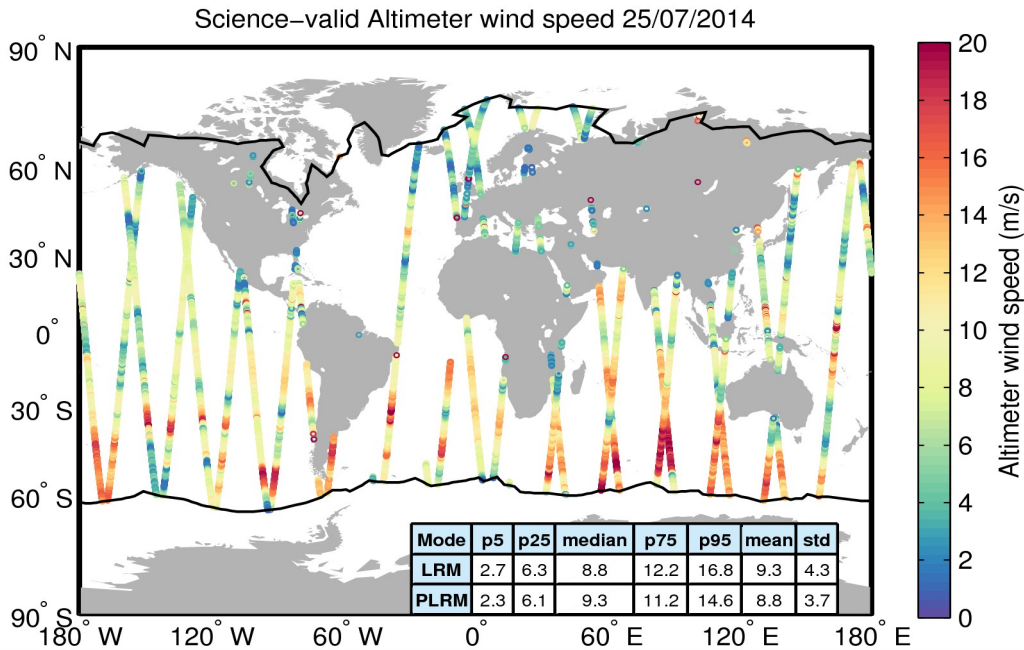 Science−valid Altimeter wind speed 25/07/2014
90° N
60° N
30° N
0°
30° S
60° S
90° S
180° W
120° W
60° W
0°
60° E
120° E
180° E
Mode p5 p25 median p75 p95 mean std
LRM 2.7 6.3 8.8 12.2 16.8 9.3 4.3
PLRM 2.3 6.1 9.3 11.2 14.6 8.8 3.7
20
18
16
14
12
10
8
6
4
2
0
Altimeter wind speed (m/s)